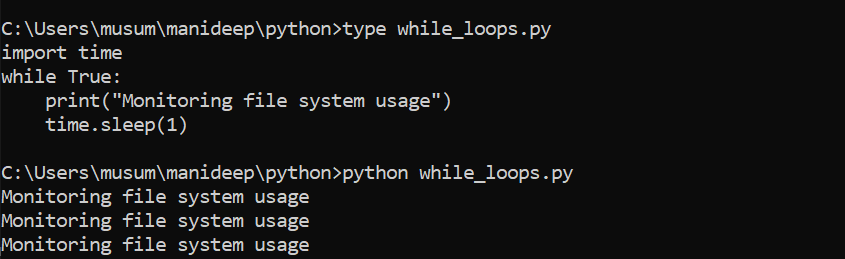 C:\Users\musum\manideep\python>type while_loops.py
import time
while True:
    print("Monitoring file system usage")
    time.sleep(1)

C:\Users\musum\manideep\python>python while_loops.py
Monitoring file system usage
Monitoring file system usage
Monitoring file system usage